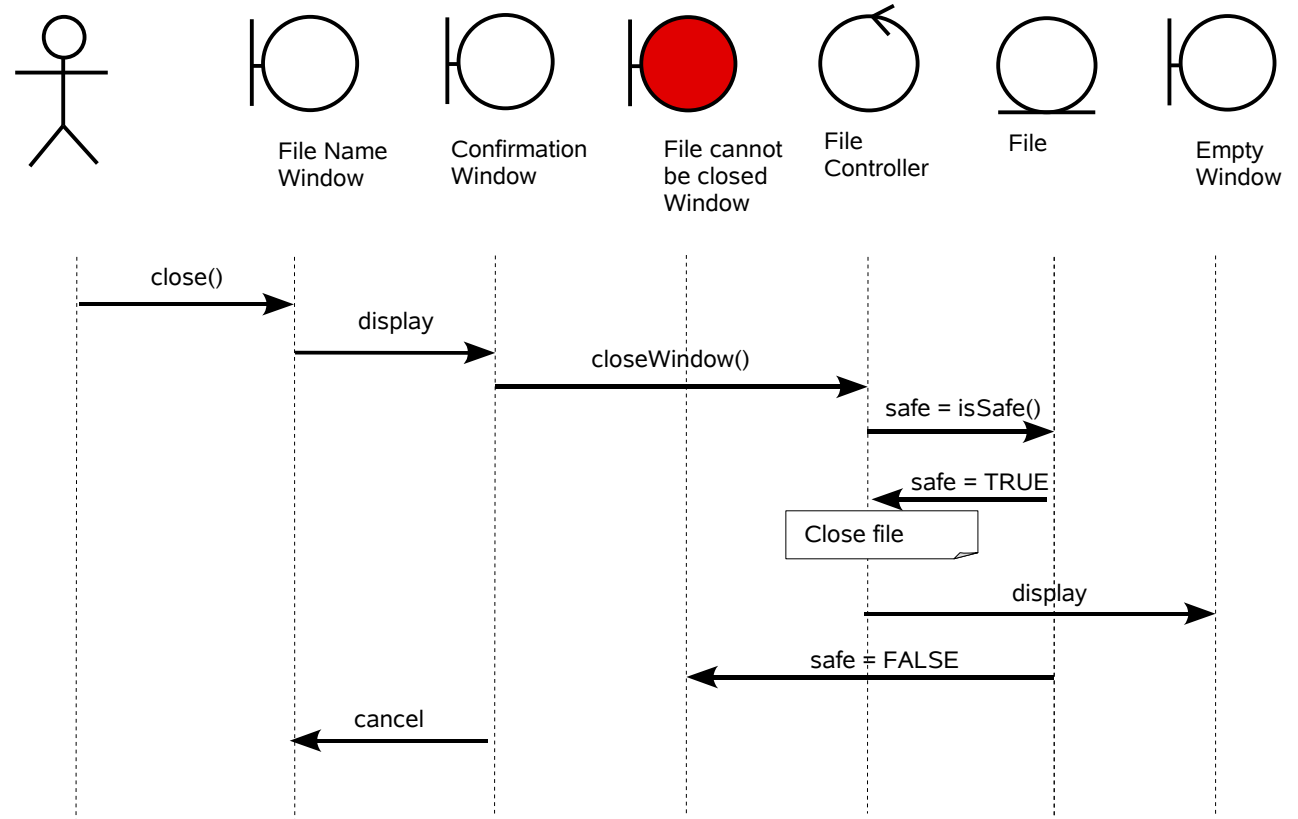 File Name
Window
Confirmation
Window
File cannot
be closed
Window
File
Controller
File
Empty
Window
close()
display
closeWindow()
safe = isSafe()
safe = TRUE
Close file
display
safe = FALSE
cancel